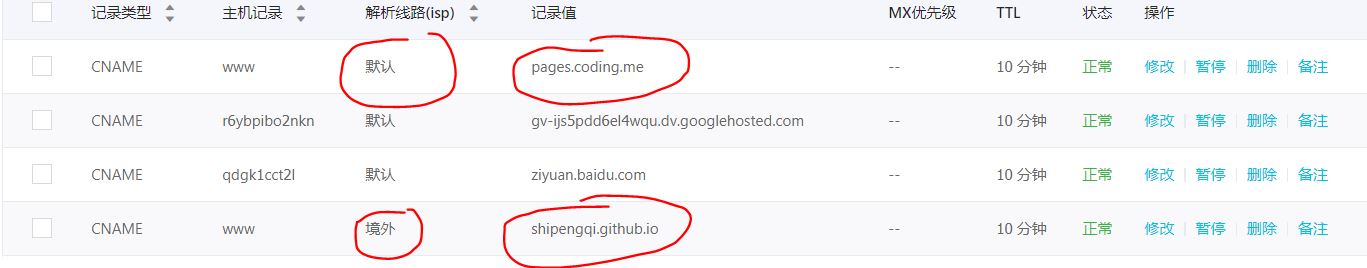 记录类型 主机记录 解析线路(isp) 记录值 MX优先级 TTL 状态 操作
CNAME www 默认 pages.coding.me -- 10 分钟 正常 修改 暂停 删除 备注
CNAME r6ybpibo2nkn 默认 gv-ijs5pdd6el4wqu.dv.googlehosted.com -- 10 分钟 正常 修改 暂停 删除 备注
CNAME qdgk1cct2l 默认 ziyuan.baidu.com -- 10 分钟 正常 修改 暂停 删除 备注
CNAME www 境外 shipengqi.github.io -- 10 分钟 正常 修改 暂停 删除 备注